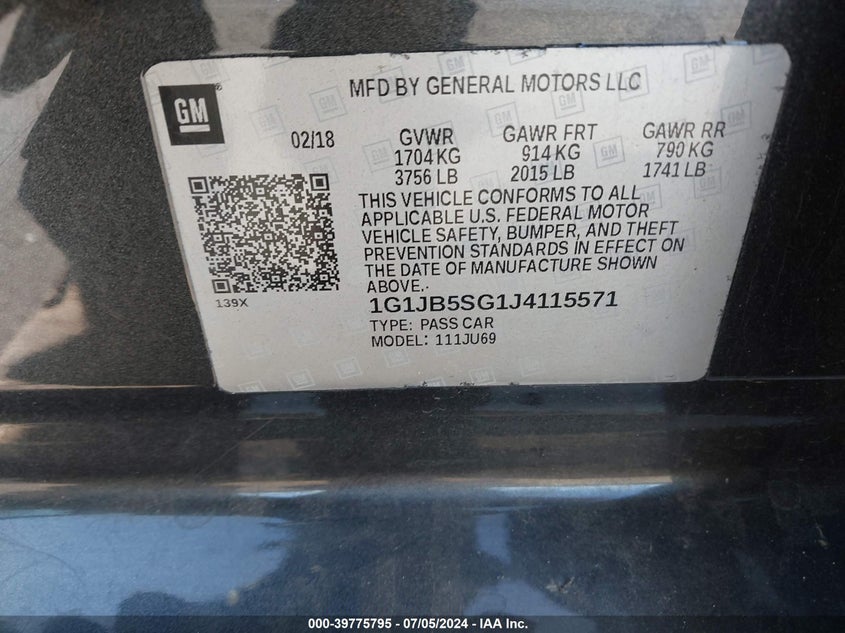 MFD BY GENERAL MOTORS LLC
GM
®
02/18
GVWR GAWR FRT GAWR RR
1704 KG 914 KG 790 KG
3756 LB 2015 LB 1741 LB
THIS VEHICLE CONFORMS TO ALL
APPLICABLE U.S. FEDERAL MOTOR
VEHICLE SAFETY, BUMPER, AND THEFT
PREVENTION STANDARDS IN EFFECT ON
THE DATE OF MANUFACTURE SHOWN
ABOVE.
139X
1G1JB5SG1J4115571
TYPE: PASS CAR
MODEL: 111JU69
000-39775795 - 07/05/2024 - IAA Inc.